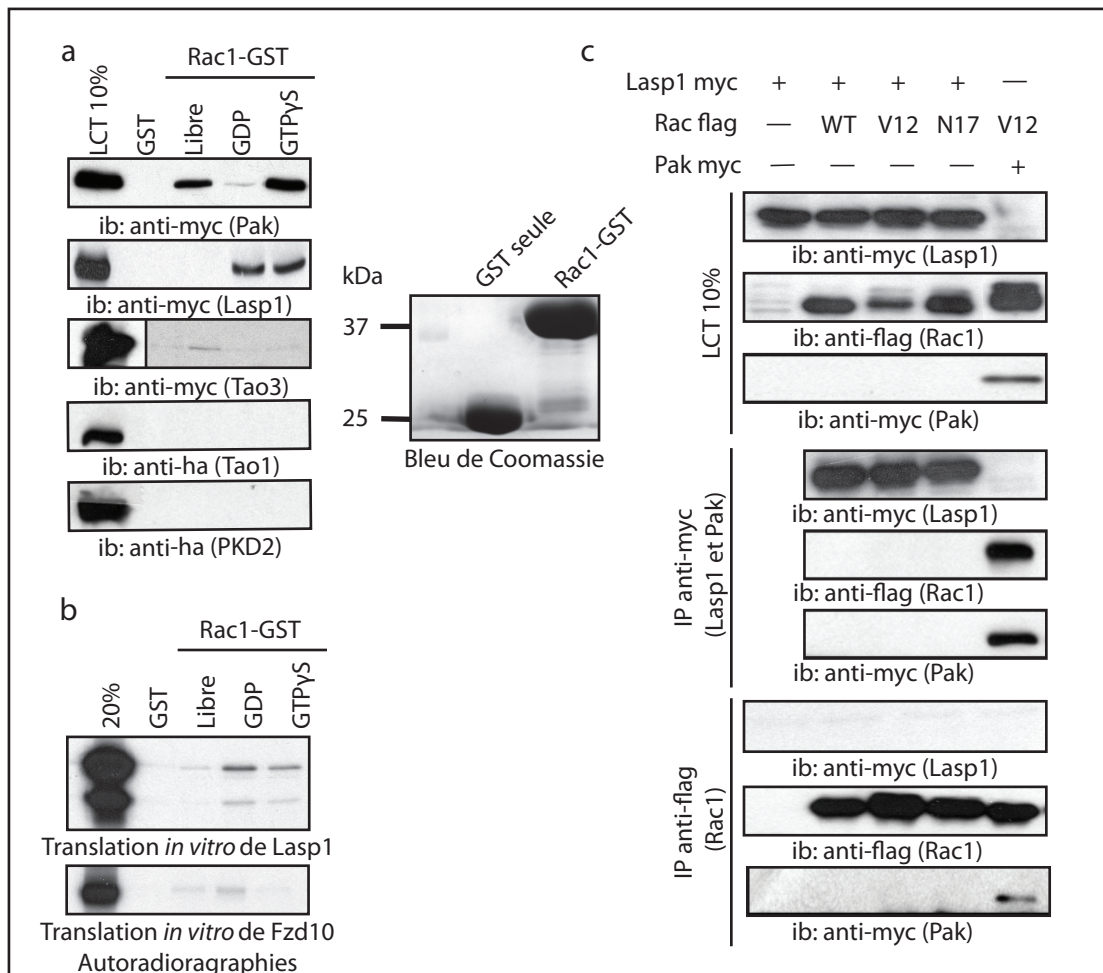 a
Rac1-GST
LCT 10%
GST
Libre
GDP
GTPγS
ib: anti-myc (Pak)
ib: anti-myc (Lasp1)
ib: anti-myc (Tao3)
ib: anti-ha (Tao1)
ib: anti-ha (PKD2)
kDa
37
25
GST seule
Rac1-GST
Bleu de Coomassie
b
Rac1-GST
20%
GST
Libre
GDP
GTPγS
Translation in vitro de Lasp1
Translation in vitro de Fzd10
Autoradioragraphies
c
Lasp1 myc + + + + —
Rac flag — WT V12 N17 V12
Pak myc — — — — +
LCT 10%
ib: anti-myc (Lasp1)
ib: anti-flag (Rac1)
ib: anti-myc (Pak)
IP anti-myc
(Lasp1 et Pak)
ib: anti-myc (Lasp1)
ib: anti-flag (Rac1)
ib: anti-myc (Pak)
IP anti-flag
(Rac1)
ib: anti-myc (Lasp1)
ib: anti-flag (Rac1)
ib: anti-myc (Pak)